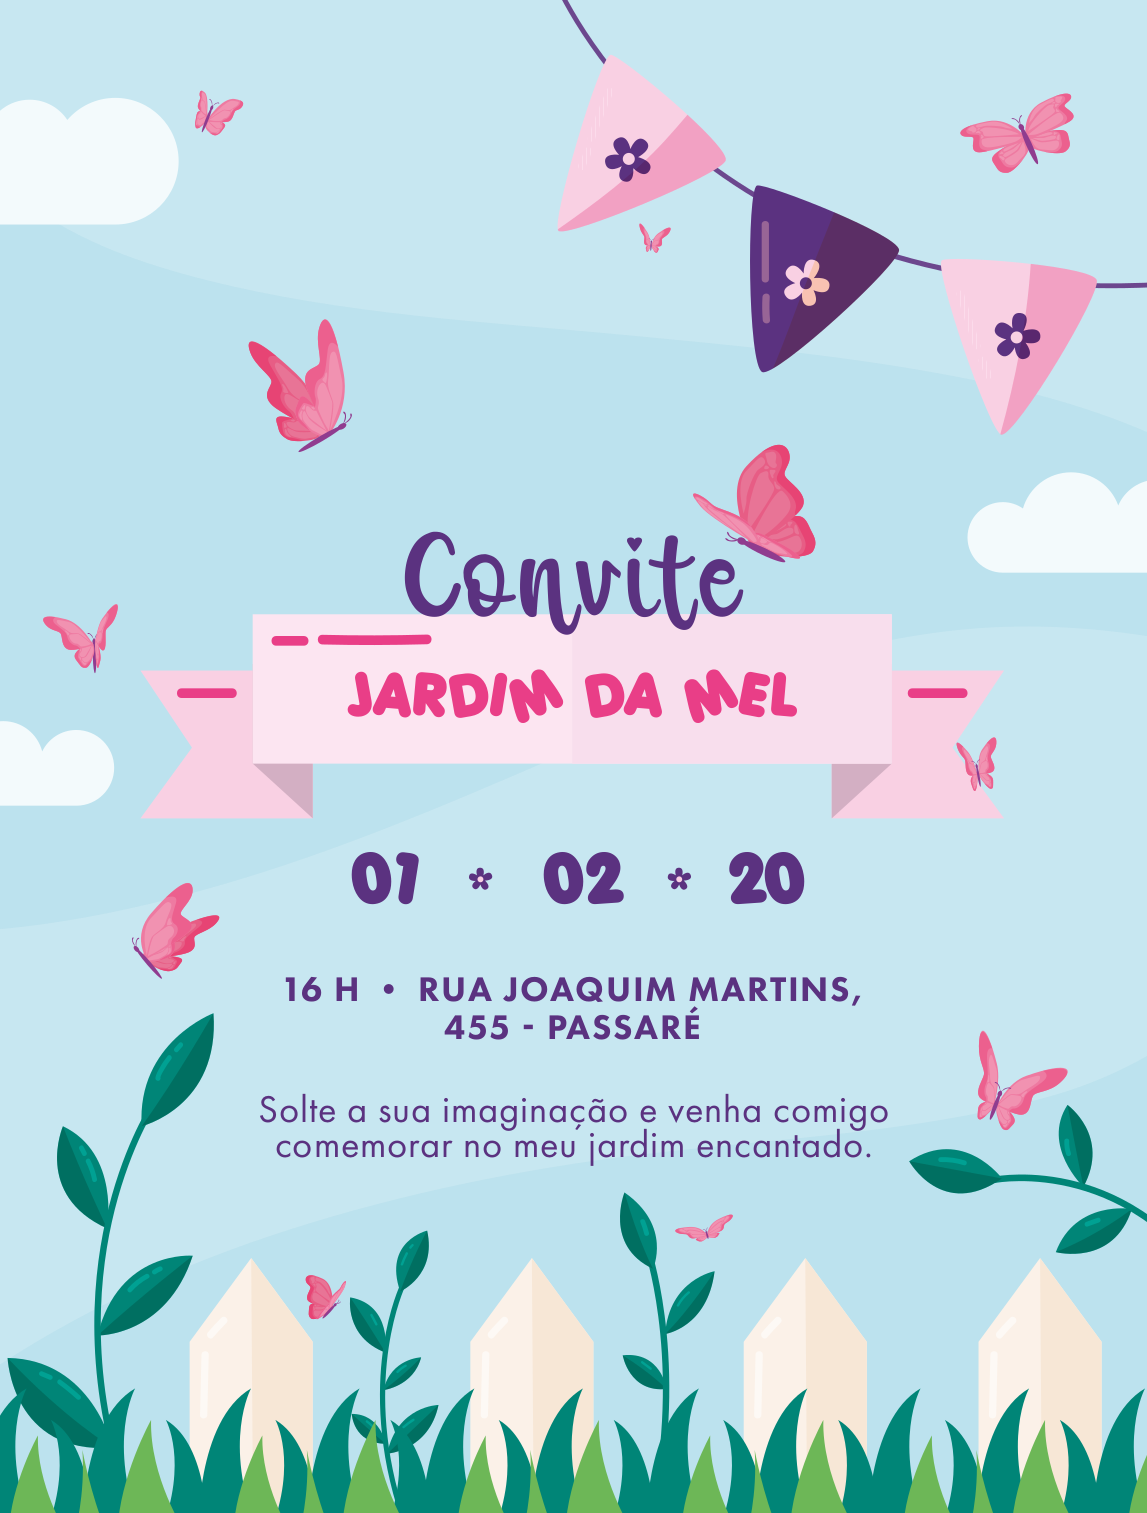 Convite
JARDIM DA MEL
01 02 20
16 H • RUA JOAQUIM MARTINS,
455 - PASSARÉ
Solte a sua imaginação e venha comigo
comemorar no meu jardim encantado.